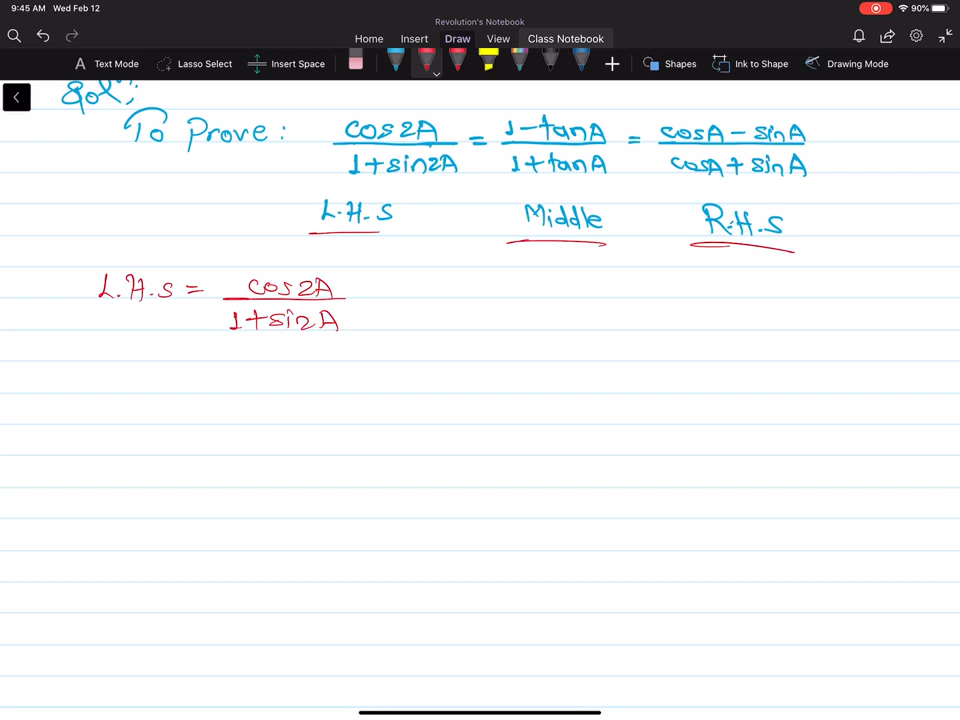 9:45 AM Wed Feb 12 90%
Revolution's Notebook
Home Insert Draw View Class Notebook
Text Mode Lasso Select Insert Space Shapes Ink to Shape Drawing Mode
Solⁿ;
To Prove: cos2A / 1+sin2A = 1-tanA / 1+tanA = cosA-sinA / cosA+sinA
L.H.S Middle R.H.S
L.H.S = cos2A / 1+sin2A